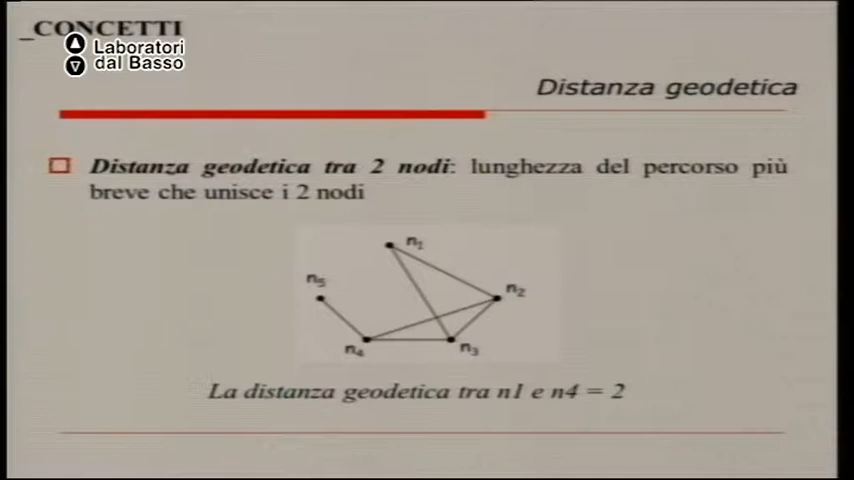 _CONCETTI
Laboratori
dal Basso
Distanza geodetica
Distanza geodetica tra 2 nodi: lunghezza del percorso più
breve che unisce i 2 nodi
n1
n5
n2
n4
n3
La distanza geodetica tra n1 e n4 = 2